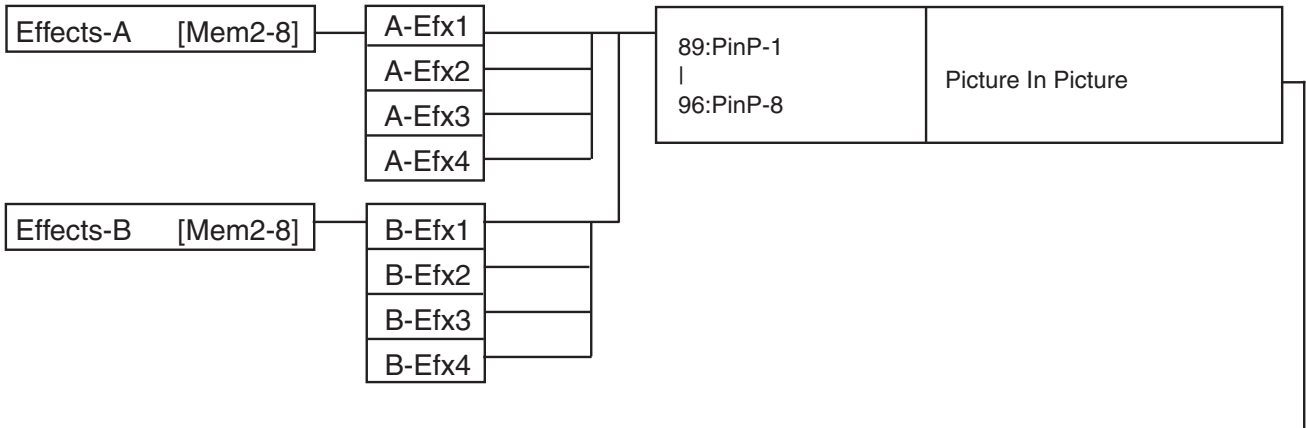 Effects-A [Mem2-8]
A-Efx1
A-Efx2
A-Efx3
A-Efx4
89:PinP-1
|
96:PinP-8
Picture In Picture
Effects-B [Mem2-8]
B-Efx1
B-Efx2
B-Efx3
B-Efx4